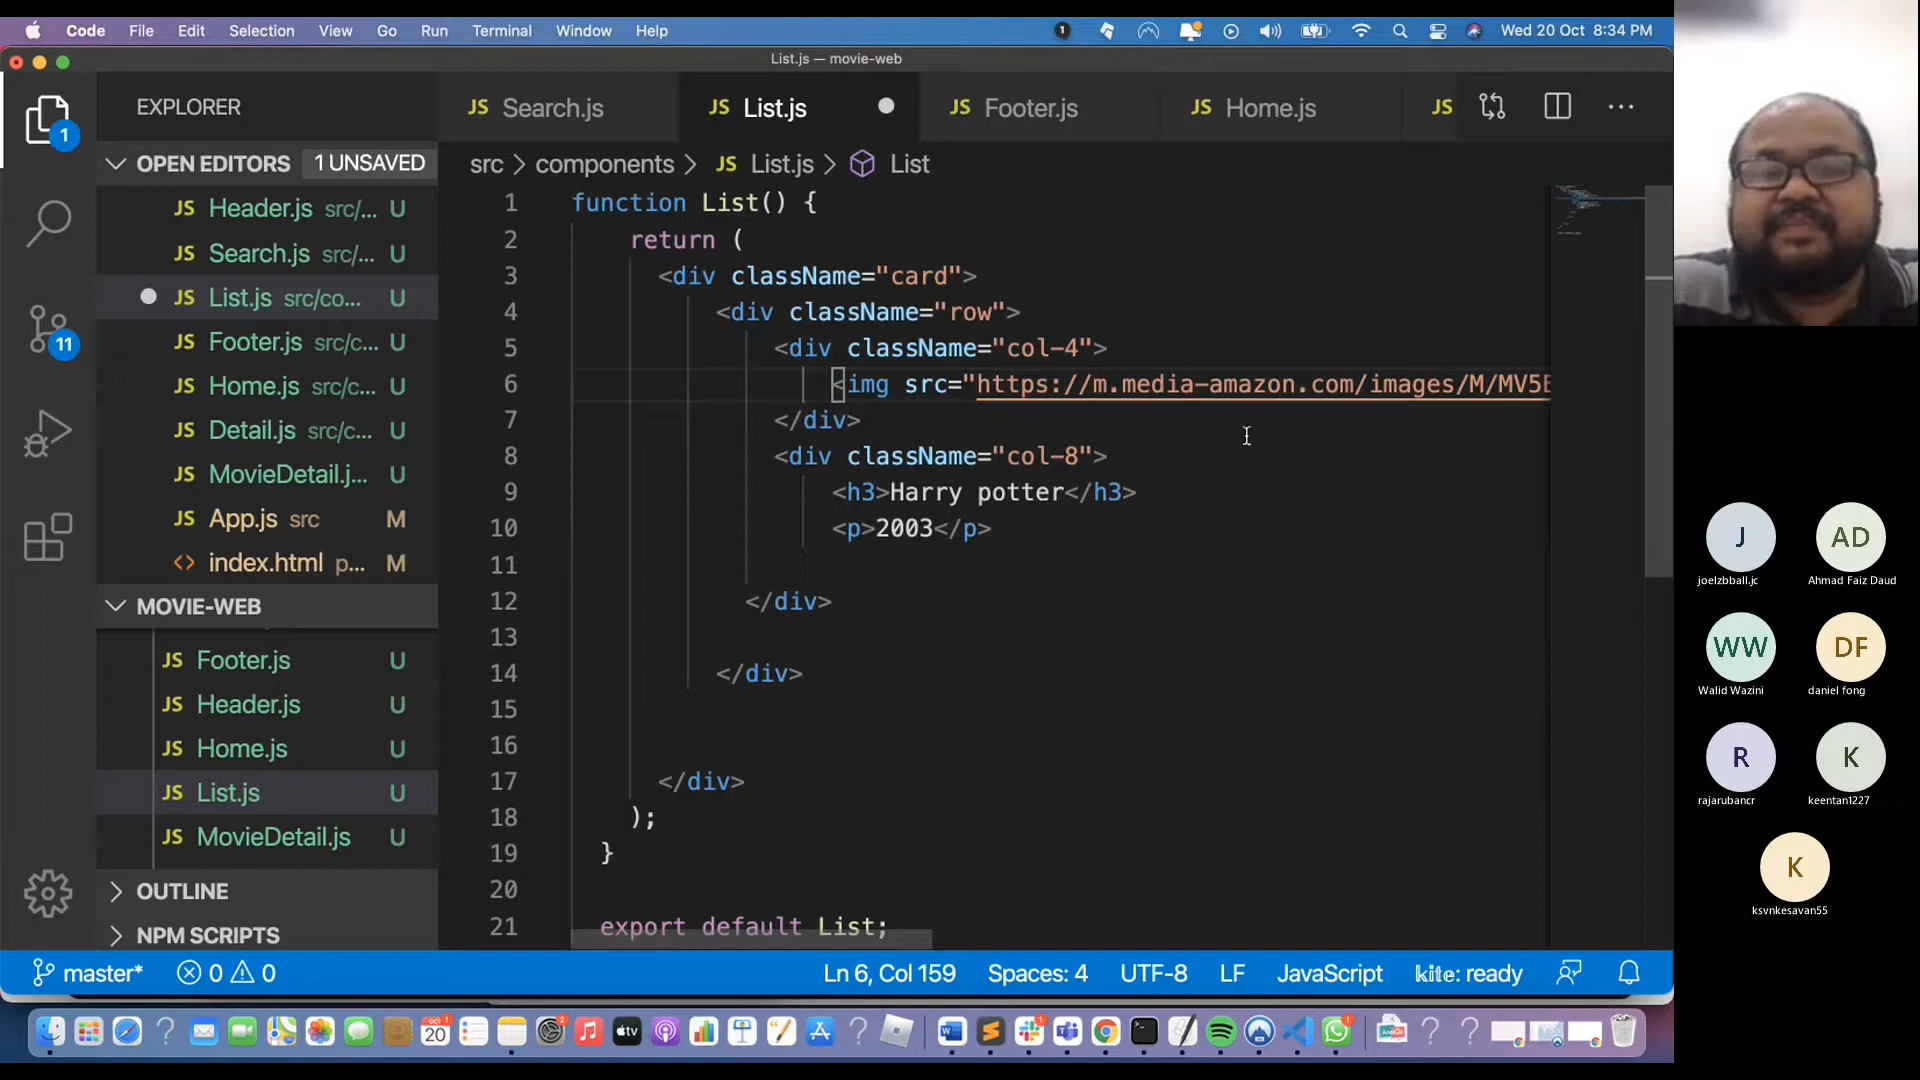 Code File Edit Selection View Go Run Terminal Window Help 1 Wed 20 Oct 8:34 PM
List.js — movie-web
EXPLORER
JS Search.js JS List.js JS Footer.js JS Home.js JS
1
OPEN EDITORS 1 UNSAVED
src > components > JS List.js > List
JS Header.js src/... U
JS Search.js src/... U
JS List.js src/co... U
JS Footer.js src/c... U
JS Home.js src/c... U
JS Detail.js src/c... U
JS MovieDetail.j... U
JS App.js src M
<> index.html p... M
11
MOVIE-WEB
JS Footer.js U
JS Header.js U
JS Home.js U
JS List.js U
JS MovieDetail.js U
OUTLINE
NPM SCRIPTS
1 function List() {
2 return (
3 <div className="card">
4 <div className="row">
5 <div className="col-4">
6 <img src="https://m.media-amazon.com/images/M/MV5E
7 </div>
8 <div className="col-8">
9 <h3>Harry potter</h3>
10 <p>2003</p>
11
12 </div>
13
14 </div>
15
16
17 </div>
18 );
19 }
20
21 export default List;
master* 0 0 Ln 6, Col 159 Spaces: 4 UTF-8 LF JavaScript kite: ready
OCT
20
tv
J
joelzbball.jc
AD
Ahmad Faiz Daud
WW
Walid Wazini
DF
daniel fong
R
rajarubancr
K
keentan1227
K
ksvnkesavan55